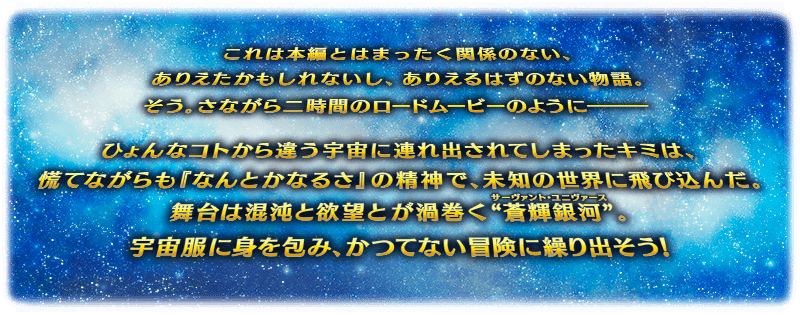 これは本編とはまったく関係のない、
ありえたかもしれないし、ありえるはずのない物語。
そう。さながら二時間のロードムービーのように———
ひょんなコトから違う宇宙に連れ出されてしまったキミは、
慌てながらも『なんとかなるさ』の精神で、未知の世界に飛び込んだ。
サーヴァント・ユニヴァース
舞台は混沌と欲望とが渦巻く“蒼輝銀河”。
宇宙服に身を包み、かつてない冒険に繰り出そう!